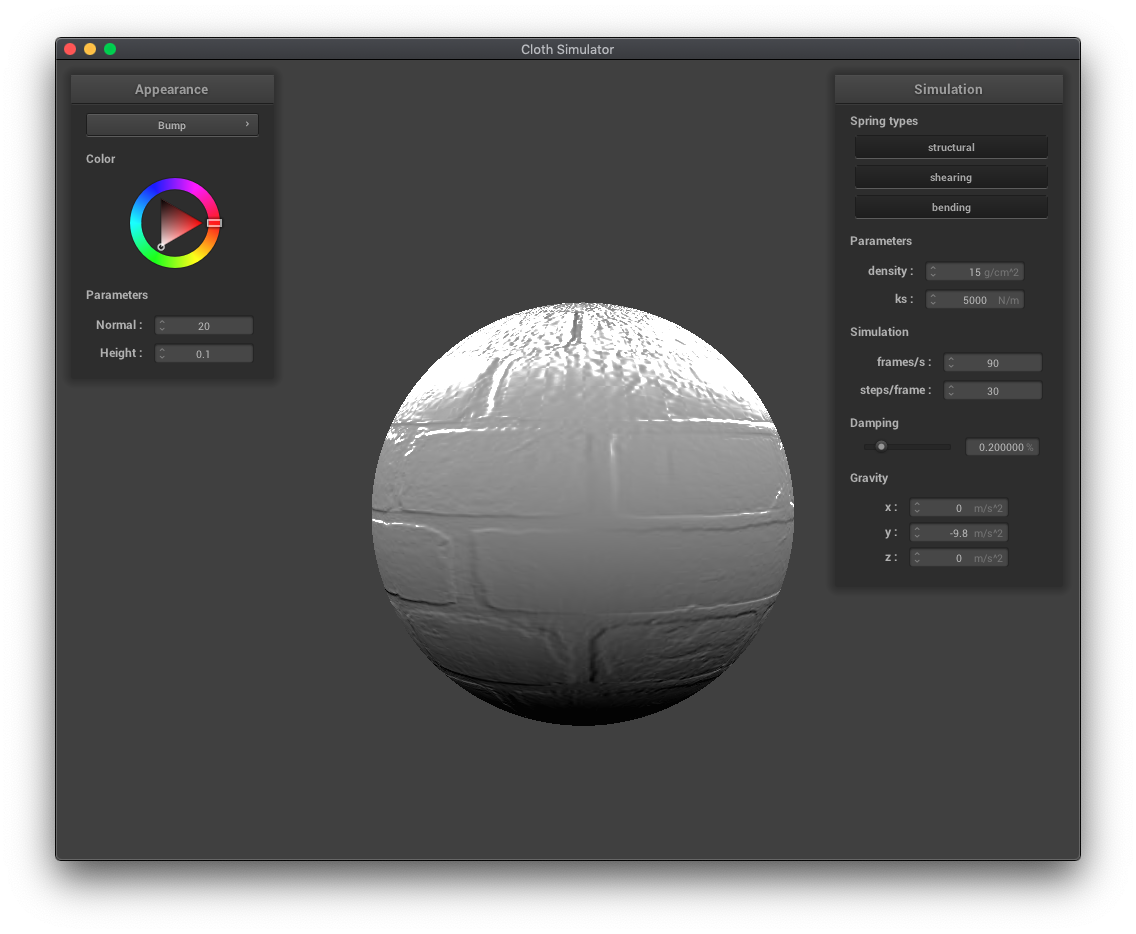 Cloth Simulator
Appearance
Bump
Color
Parameters
Normal : 20
Height : 0.1
Simulation
Spring types
structural
shearing
bending
Parameters
density : 15 g/cm^2
ks : 5000 N/m
Simulation
frames/s : 90
steps/frame : 30
Damping
0.200000 %
Gravity
x : 0 m/s^2
y : -9.8 m/s^2
z : 0 m/s^2